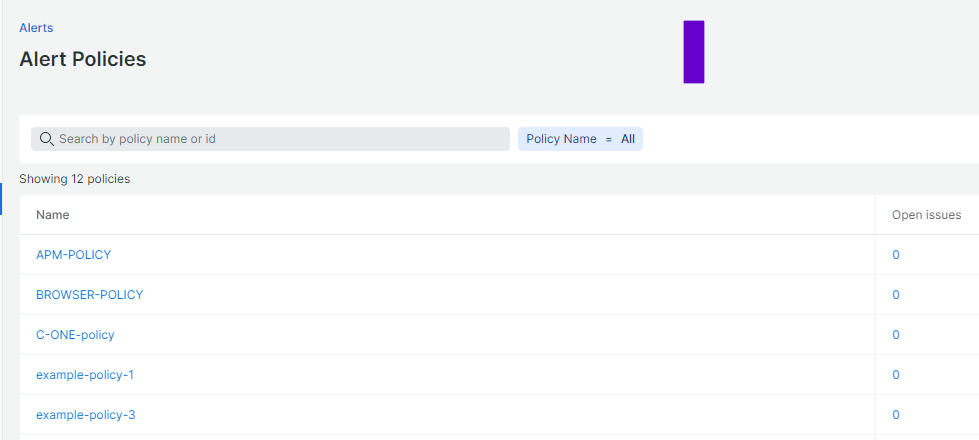 Alerts
Alert Policies
Search by policy name or id Policy Name = All
Showing 12 policies
Name Open issues
APM-POLICY 0
BROWSER-POLICY 0
C-ONE-policy 0
example-policy-1 0
example-policy-3 0